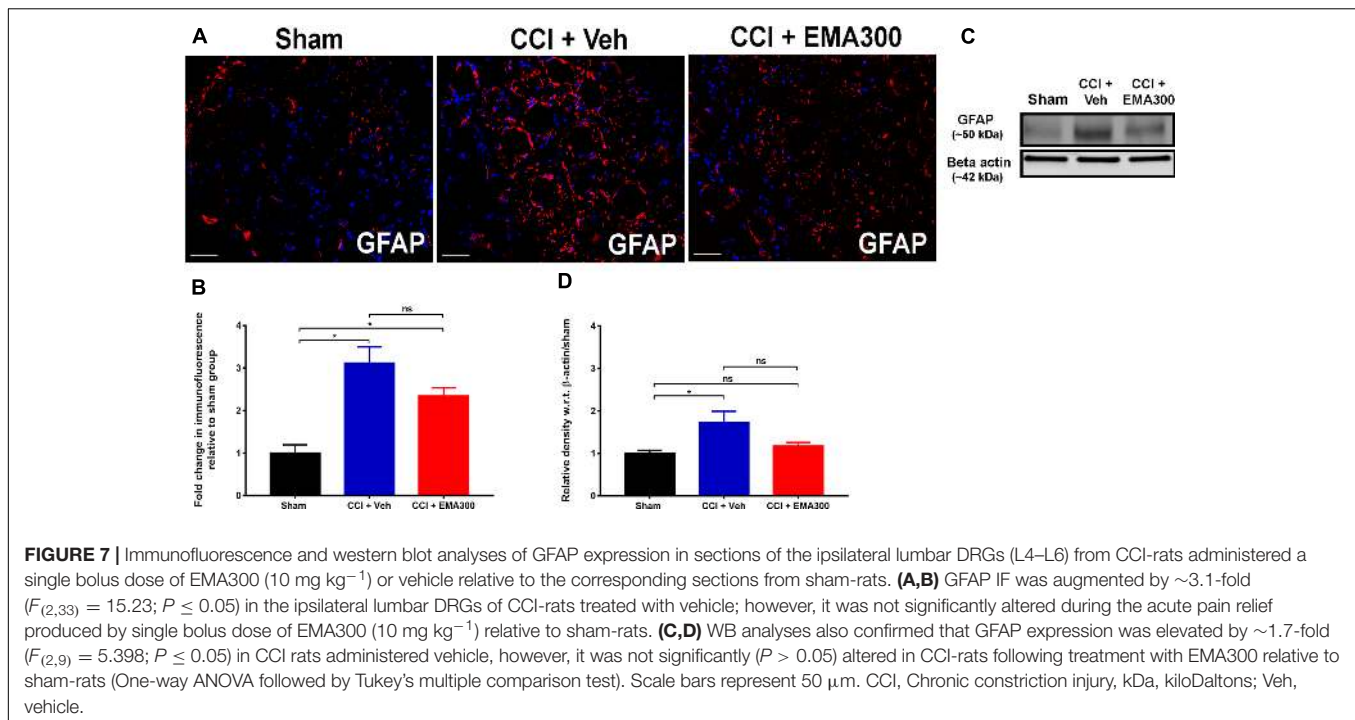 A
Sham
CCI + Veh
CCI + EMA300
GFAP
GFAP
GFAP
C
Sham
CCI +
Veh
CCI +
EMA300
GFAP
(~50 kDa)
Beta actin
(~42 kDa)
B
Fold change in immunofluorescence
relative to sham group
4
3
2
1
0
ns
*
*
Sham
CCI + Veh
CCI + EMA300
D
Relative density w.r.t. β-actin/sham
4
3
2
1
0
ns
ns
*
Sham
CCI + Veh
CCI + EMA300
FIGURE 7 | Immunofluorescence and western blot analyses of GFAP expression in sections of the ipsilateral lumbar DRGs (L4–L6) from CCI-rats administered a
single bolus dose of EMA300 (10 mg kg⁻¹) or vehicle relative to the corresponding sections from sham-rats. (A,B) GFAP IF was augmented by ~3.1-fold
(F(2,33) = 15.23; P ≤ 0.05) in the ipsilateral lumbar DRGs of CCI-rats treated with vehicle; however, it was not significantly altered during the acute pain relief
produced by single bolus dose of EMA300 (10 mg kg⁻¹) relative to sham-rats. (C,D) WB analyses also confirmed that GFAP expression was elevated by ~1.7-fold
(F(2,9) = 5.398; P ≤ 0.05) in CCI rats administered vehicle, however, it was not significantly (P > 0.05) altered in CCI-rats following treatment with EMA300 relative to
sham-rats (One-way ANOVA followed by Tukey's multiple comparison test). Scale bars represent 50 μm. CCI, Chronic constriction injury, kDa, kiloDaltons; Veh,
vehicle.